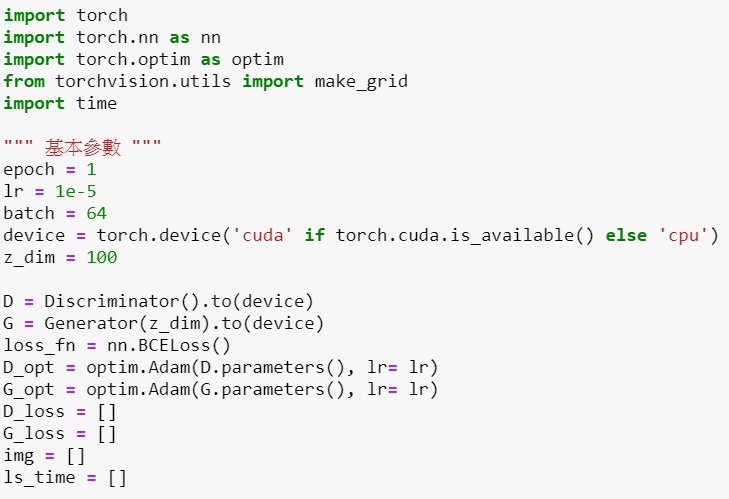 import torch
import torch.nn as nn
import torch.optim as optim
from torchvision.utils import make_grid
import time
""" 基本參數 """
epoch = 1
lr = 1e-5
batch = 64
device = torch.device('cuda' if torch.cuda.is_available() else 'cpu')
z_dim = 100
D = Discriminator().to(device)
G = Generator(z_dim).to(device)
loss_fn = nn.BCELoss()
D_opt = optim.Adam(D.parameters(), lr= lr)
G_opt = optim.Adam(G.parameters(), lr= lr)
D_loss = []
G_loss = []
img = []
ls_time = []